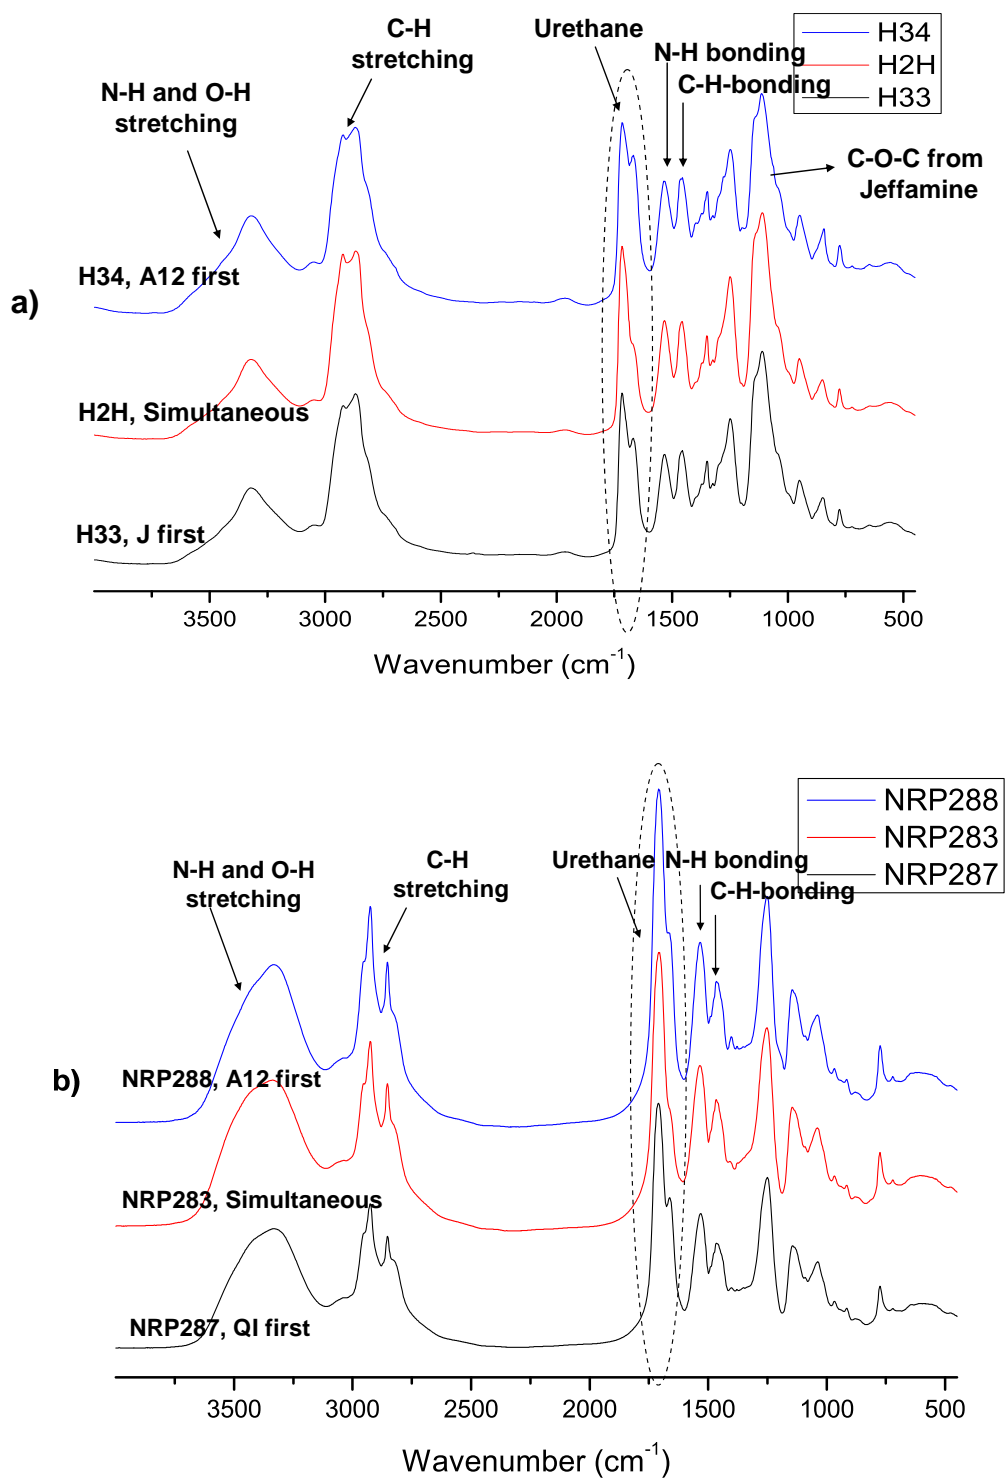 C-H
stretching
Urethane
N-H bonding
C-H-bonding
H34
H2H
H33
N-H and O-H
stretching
C-O-C from
Jeffamine
a)
H34, A12 first
H2H, Simultaneous
H33, J first
3500 3000 2500 2000 1500 1000 500
Wavenumber (cm⁻¹)
NRP288
NRP283
NRP287
N-H and O-H
stretching
C-H
stretching
Urethane
N-H bonding
C-H-bonding
b)
NRP288, A12 first
NRP283, Simultaneous
NRP287, QI first
3500 3000 2500 2000 1500 1000 500
Wavenumber (cm⁻¹)